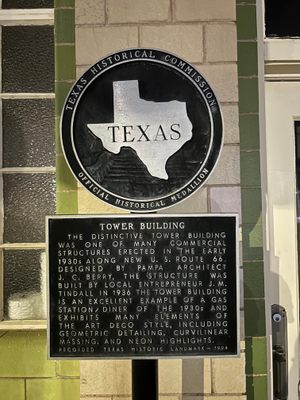 TEXAS HISTORICAL COMMISSION
TEXAS
OFFICIAL HISTORICAL MEDALLION
TOWER BUILDING
THE DISTINCTIVE TOWER BUILDING
WAS ONE OF MANY COMMERCIAL
STRUCTURES ERECTED IN THE EARLY
1930s ALONG NEW U. S. ROUTE 66.
DESIGNED BY PAMPA ARCHITECT
J. C. BERRY, THE STRUCTURE WAS
BUILT BY LOCAL ENTREPRENEUR J. M.
TINDALL IN 1936. THE TOWER BUILDING
IS AN EXCELLENT EXAMPLE OF A GAS
STATION/DINER OF THE 1930s AND
EXHIBITS MANY ELEMENTS OF
THE ART DECO STYLE, INCLUDING
GEOMETRIC DETAILING, CURVILINEAR
MASSING, AND NEON HIGHLIGHTS.
RECORDED TEXAS HISTORIC LANDMARK - 1994